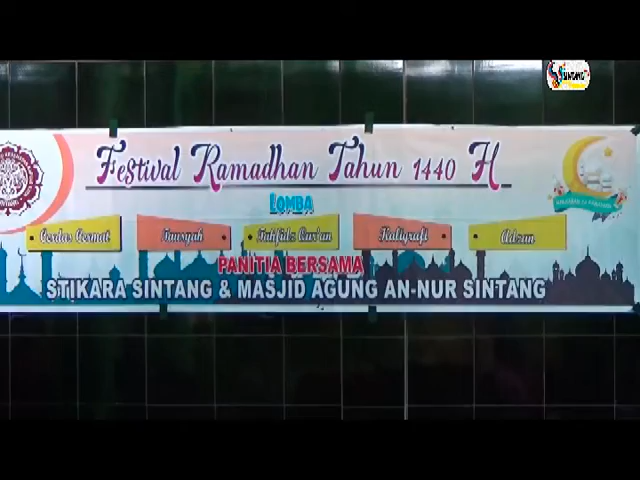 Festival Ramadhan Tahun 1440 H
LOMBA
Cerdas Cermat
Tausyah
Tahfidz Qur'an
Kaligrafi
Adzan
PANITIA BERSAMA
STIKARA SINTANG & MASJID AGUNG AN-NUR SINTANG